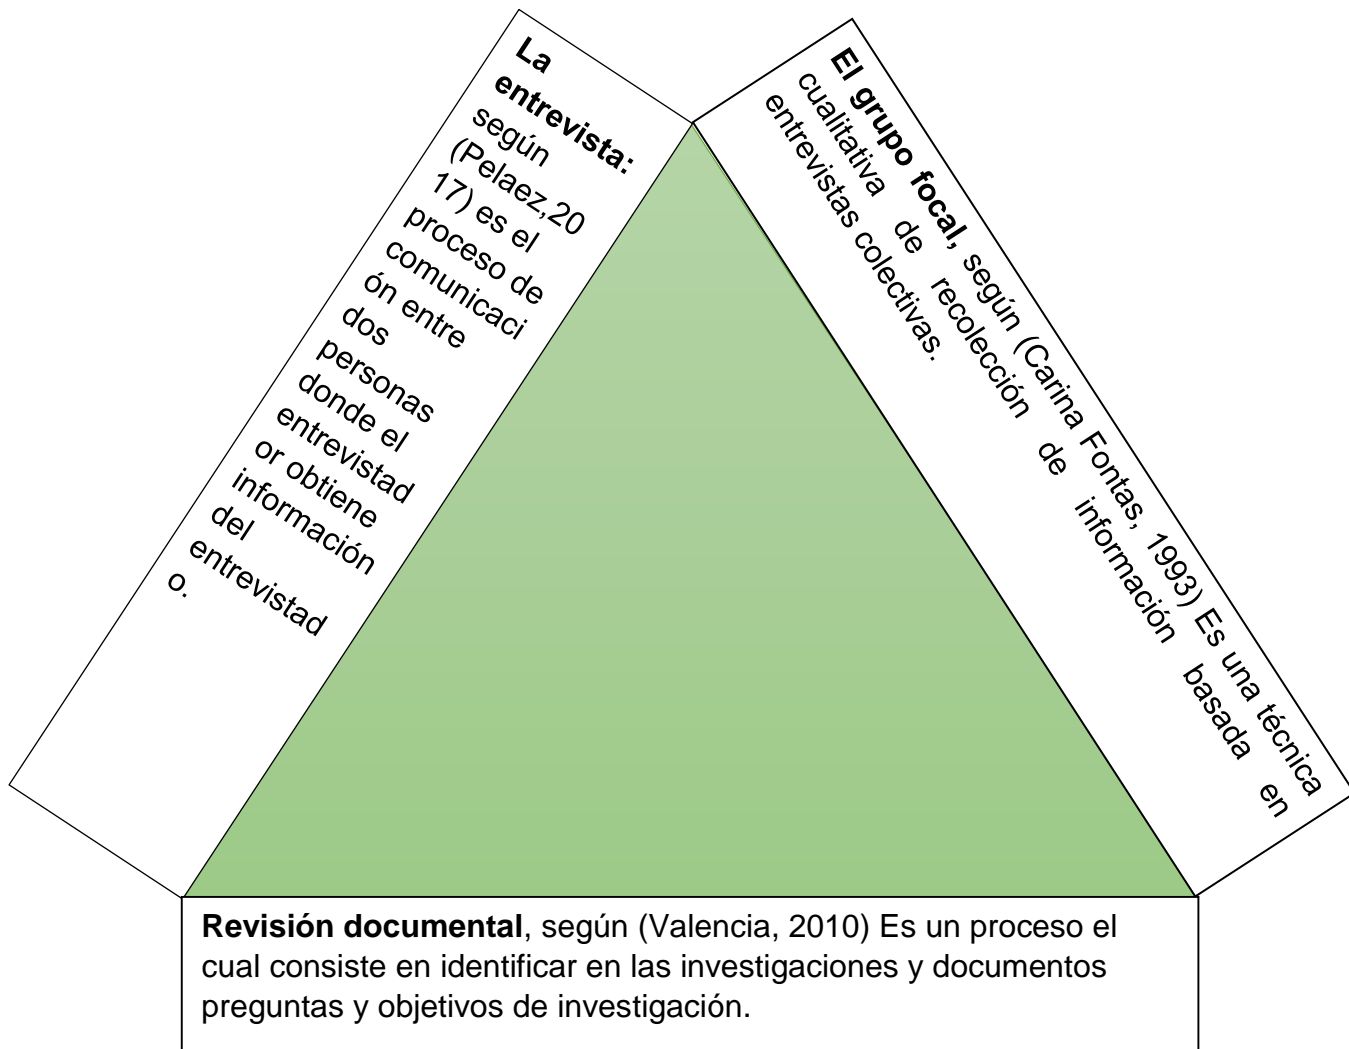 La
entrevista:
según
(Pelaez,20
17) es el
proceso de
comunicaci
ón entre
dos
personas
donde el
entrevistad
or obtiene
información
del
entrevistad
o.
El grupo focal, según (Carina Fontas, 1993) Es una técnica
cualitativa de recolección de información basada en
entrevistas colectivas.
Revisión documental, según (Valencia, 2010) Es un proceso el
cual consiste en identificar en las investigaciones y documentos
preguntas y objetivos de investigación.